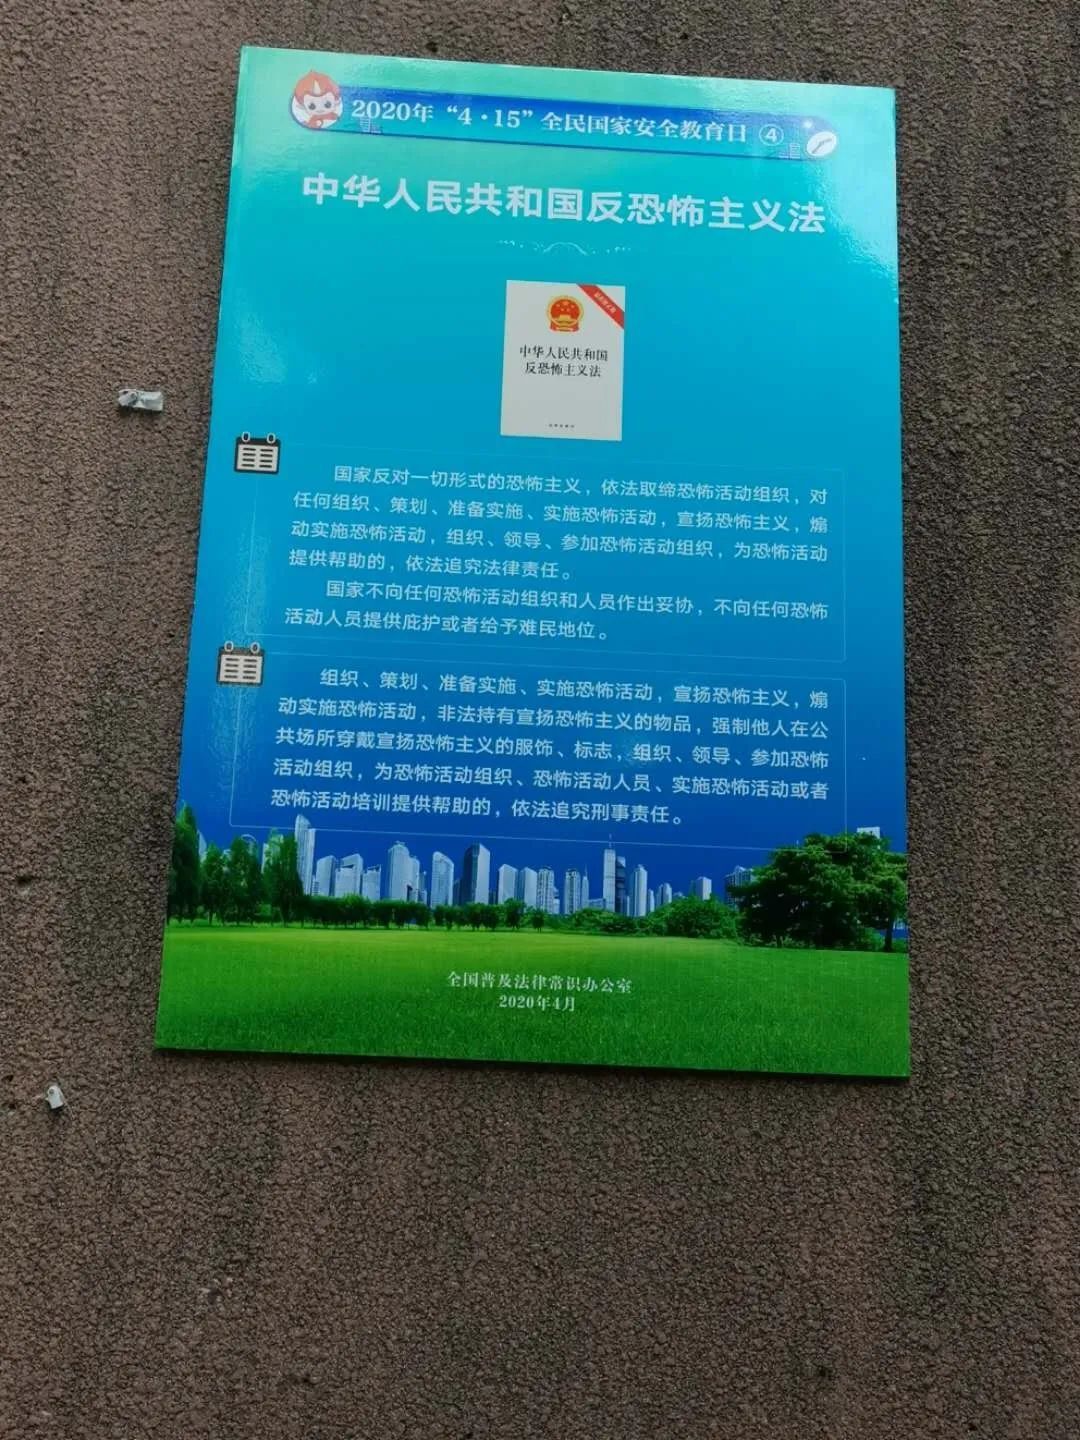 2020年“4·15”全民国家安全教育日 ④
中华人民共和国反恐怖主义法
中华人民共和国
反恐怖主义法
国家反对一切形式的恐怖主义，依法取缔恐怖活动组织，对
任何组织、策划、准备实施、实施恐怖活动，宣扬恐怖主义，煽
动实施恐怖活动，组织、领导、参加恐怖活动组织，为恐怖活动
提供帮助的，依法追究法律责任。
国家不向任何恐怖活动组织和人员作出妥协，不向任何恐怖
活动人员提供庇护或者给予难民地位。
组织、策划、准备实施、实施恐怖活动，宣扬恐怖主义，煽
动实施恐怖活动，非法持有宣扬恐怖主义的物品，强制他人在公
共场所穿戴宣扬恐怖主义的服饰、标志，组织、领导、参加恐怖
活动组织，为恐怖活动组织、恐怖活动人员、实施恐怖活动或者
恐怖活动培训提供帮助的，依法追究刑事责任。
全国普及法律常识办公室
2020年4月